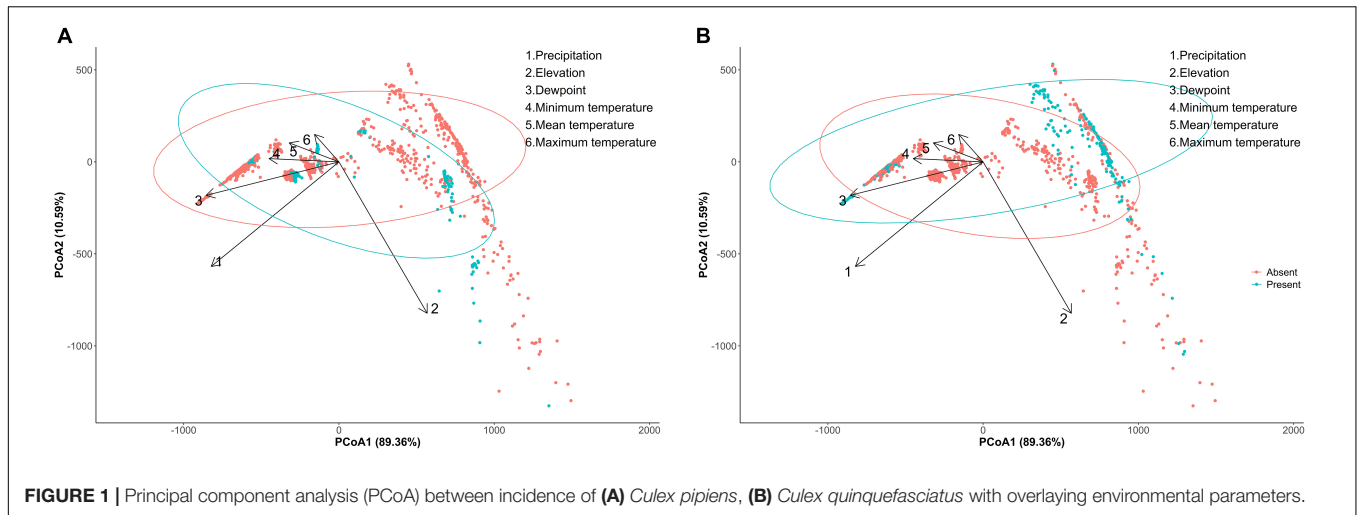 A
1.Precipitation
2.Elevation
3.Dewpoint
4.Minimum temperature
5.Mean temperature
6.Maximum temperature
500
0
-500
-1000
PCoA2 (10.59%)
1
2
3
4
5
6
-1000
0
1000
2000
PCoA1 (89.36%)
B
1.Precipitation
2.Elevation
3.Dewpoint
4.Minimum temperature
5.Mean temperature
6.Maximum temperature
500
0
-500
-1000
PCoA2 (10.59%)
1
2
3
4
5
6
-1000
0
1000
2000
PCoA1 (89.36%)
Absent
Present
FIGURE 1 | Principal component analysis (PCoA) between incidence of (A) Culex pipiens, (B) Culex quinquefasciatus with overlaying environmental parameters.